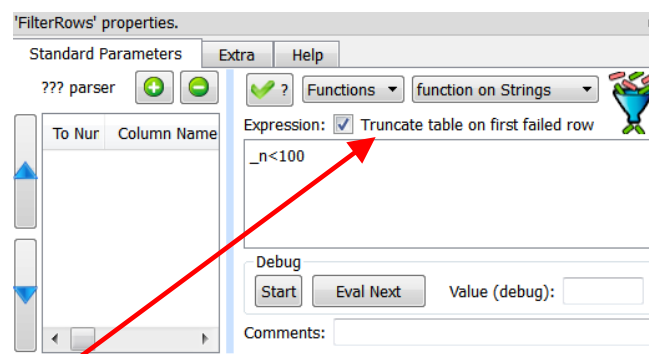 'FilterRows' properties.
Standard Parameters Extra Help
??? parser
? Functions function on Strings
To Nur Column Name
Expression: Truncate table on first failed row
_n<100
Debug
Start Eval Next Value (debug):
Comments: